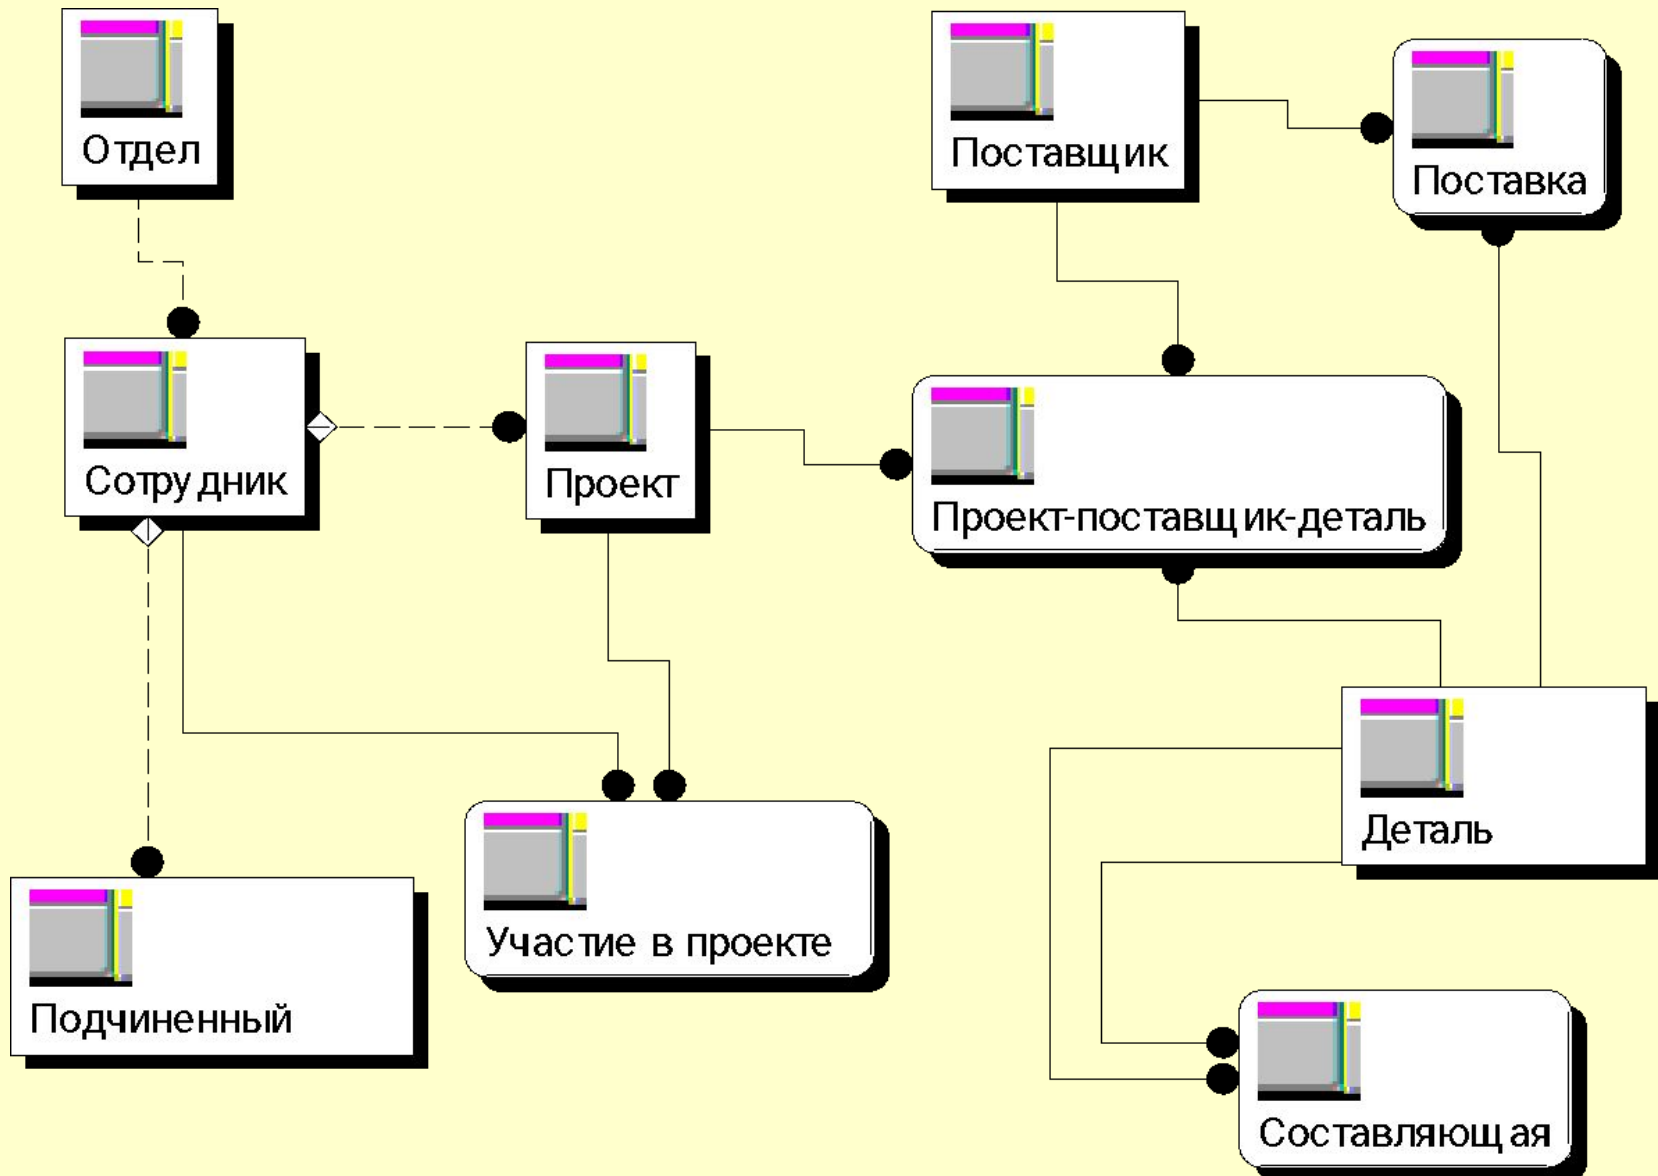 Отдел
Поставщик
Поставка
Сотрудник
Проект
Проект-поставщик-деталь
Деталь
Участие в проекте
Подчиненный
Составляющая